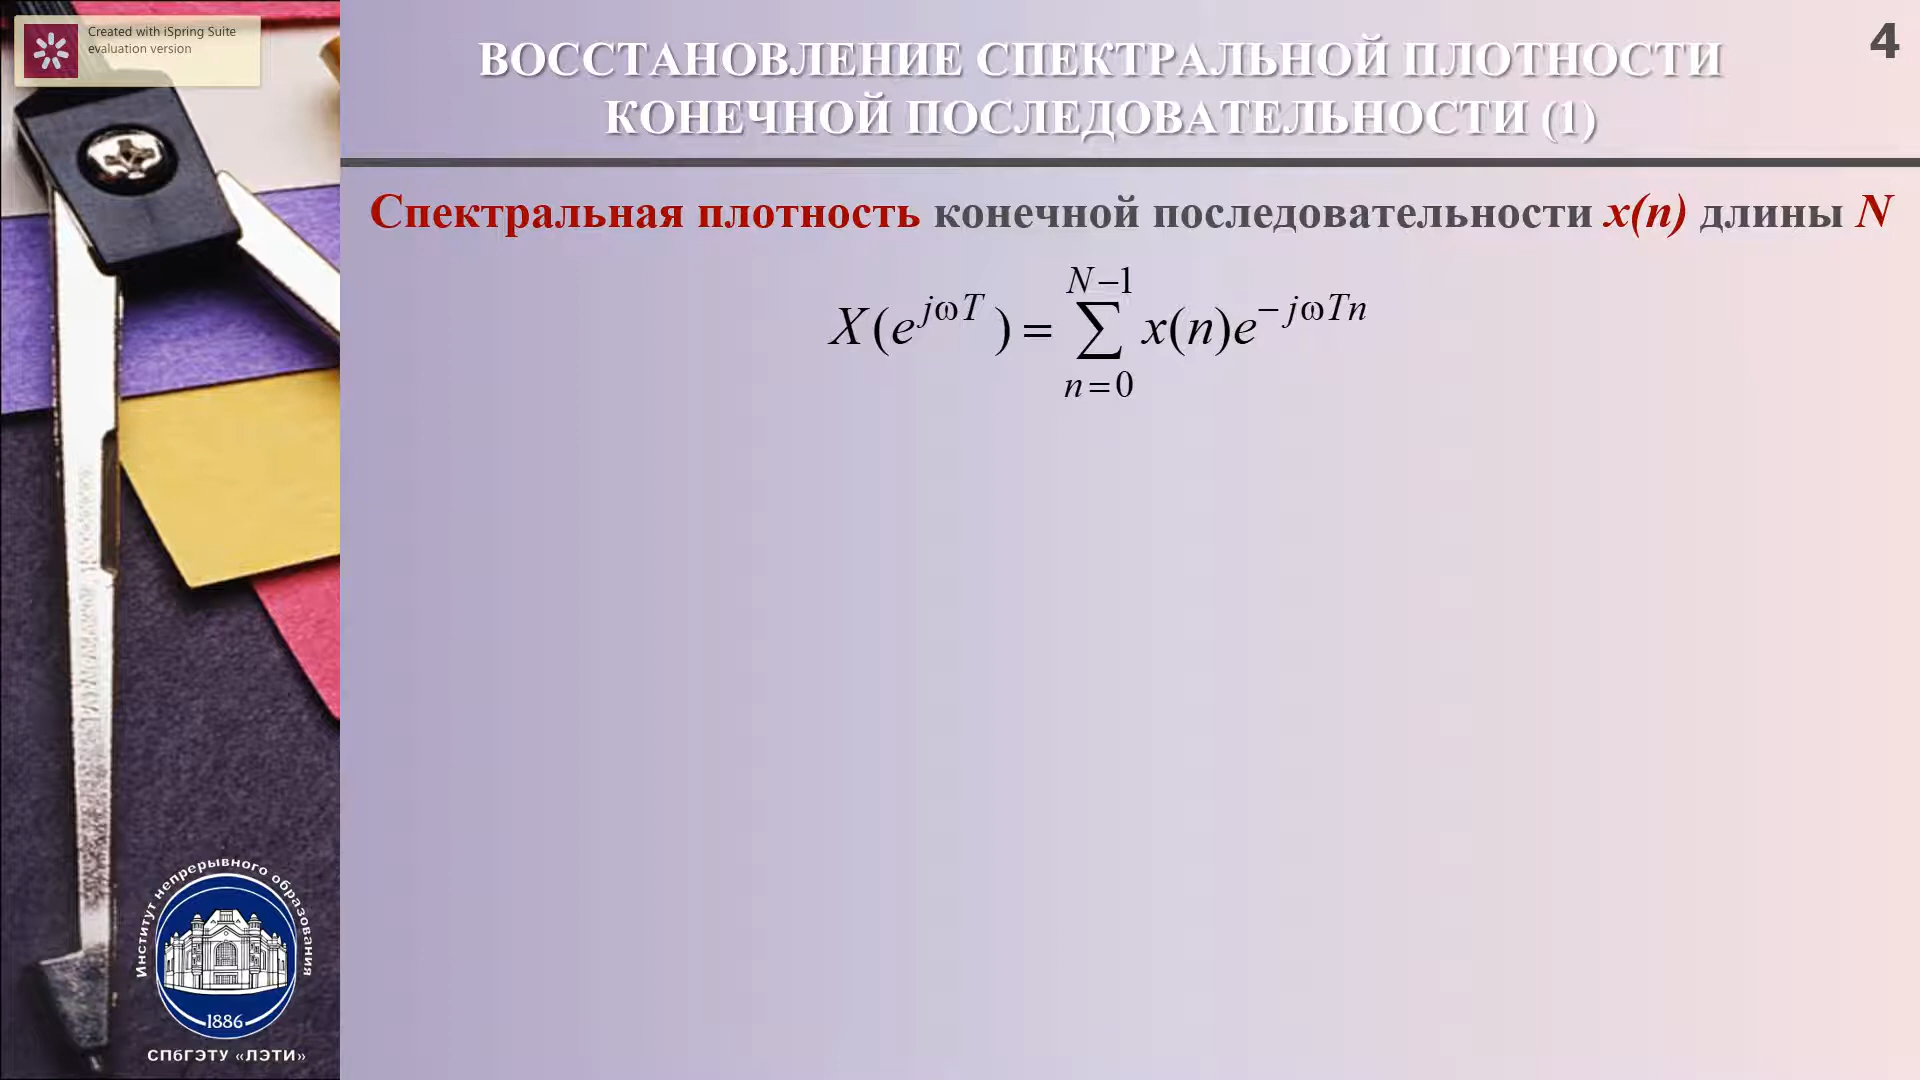 Created with iSpring Suite
evaluation version
4
ВОССТАНОВЛЕНИЕ СПЕКТРАЛЬНОЙ ПЛОТНОСТИ
КОНЕЧНОЙ ПОСЛЕДОВАТЕЛЬНОСТИ (1)
Спектральная плотность конечной последовательности x(n) длины N
X(e^{jωT}) = \sum_{n=0}^{N-1} x(n)e^{-jωTn}
Институт непрерывного образования
1886
СПбГЭТУ «ЛЭТИ»